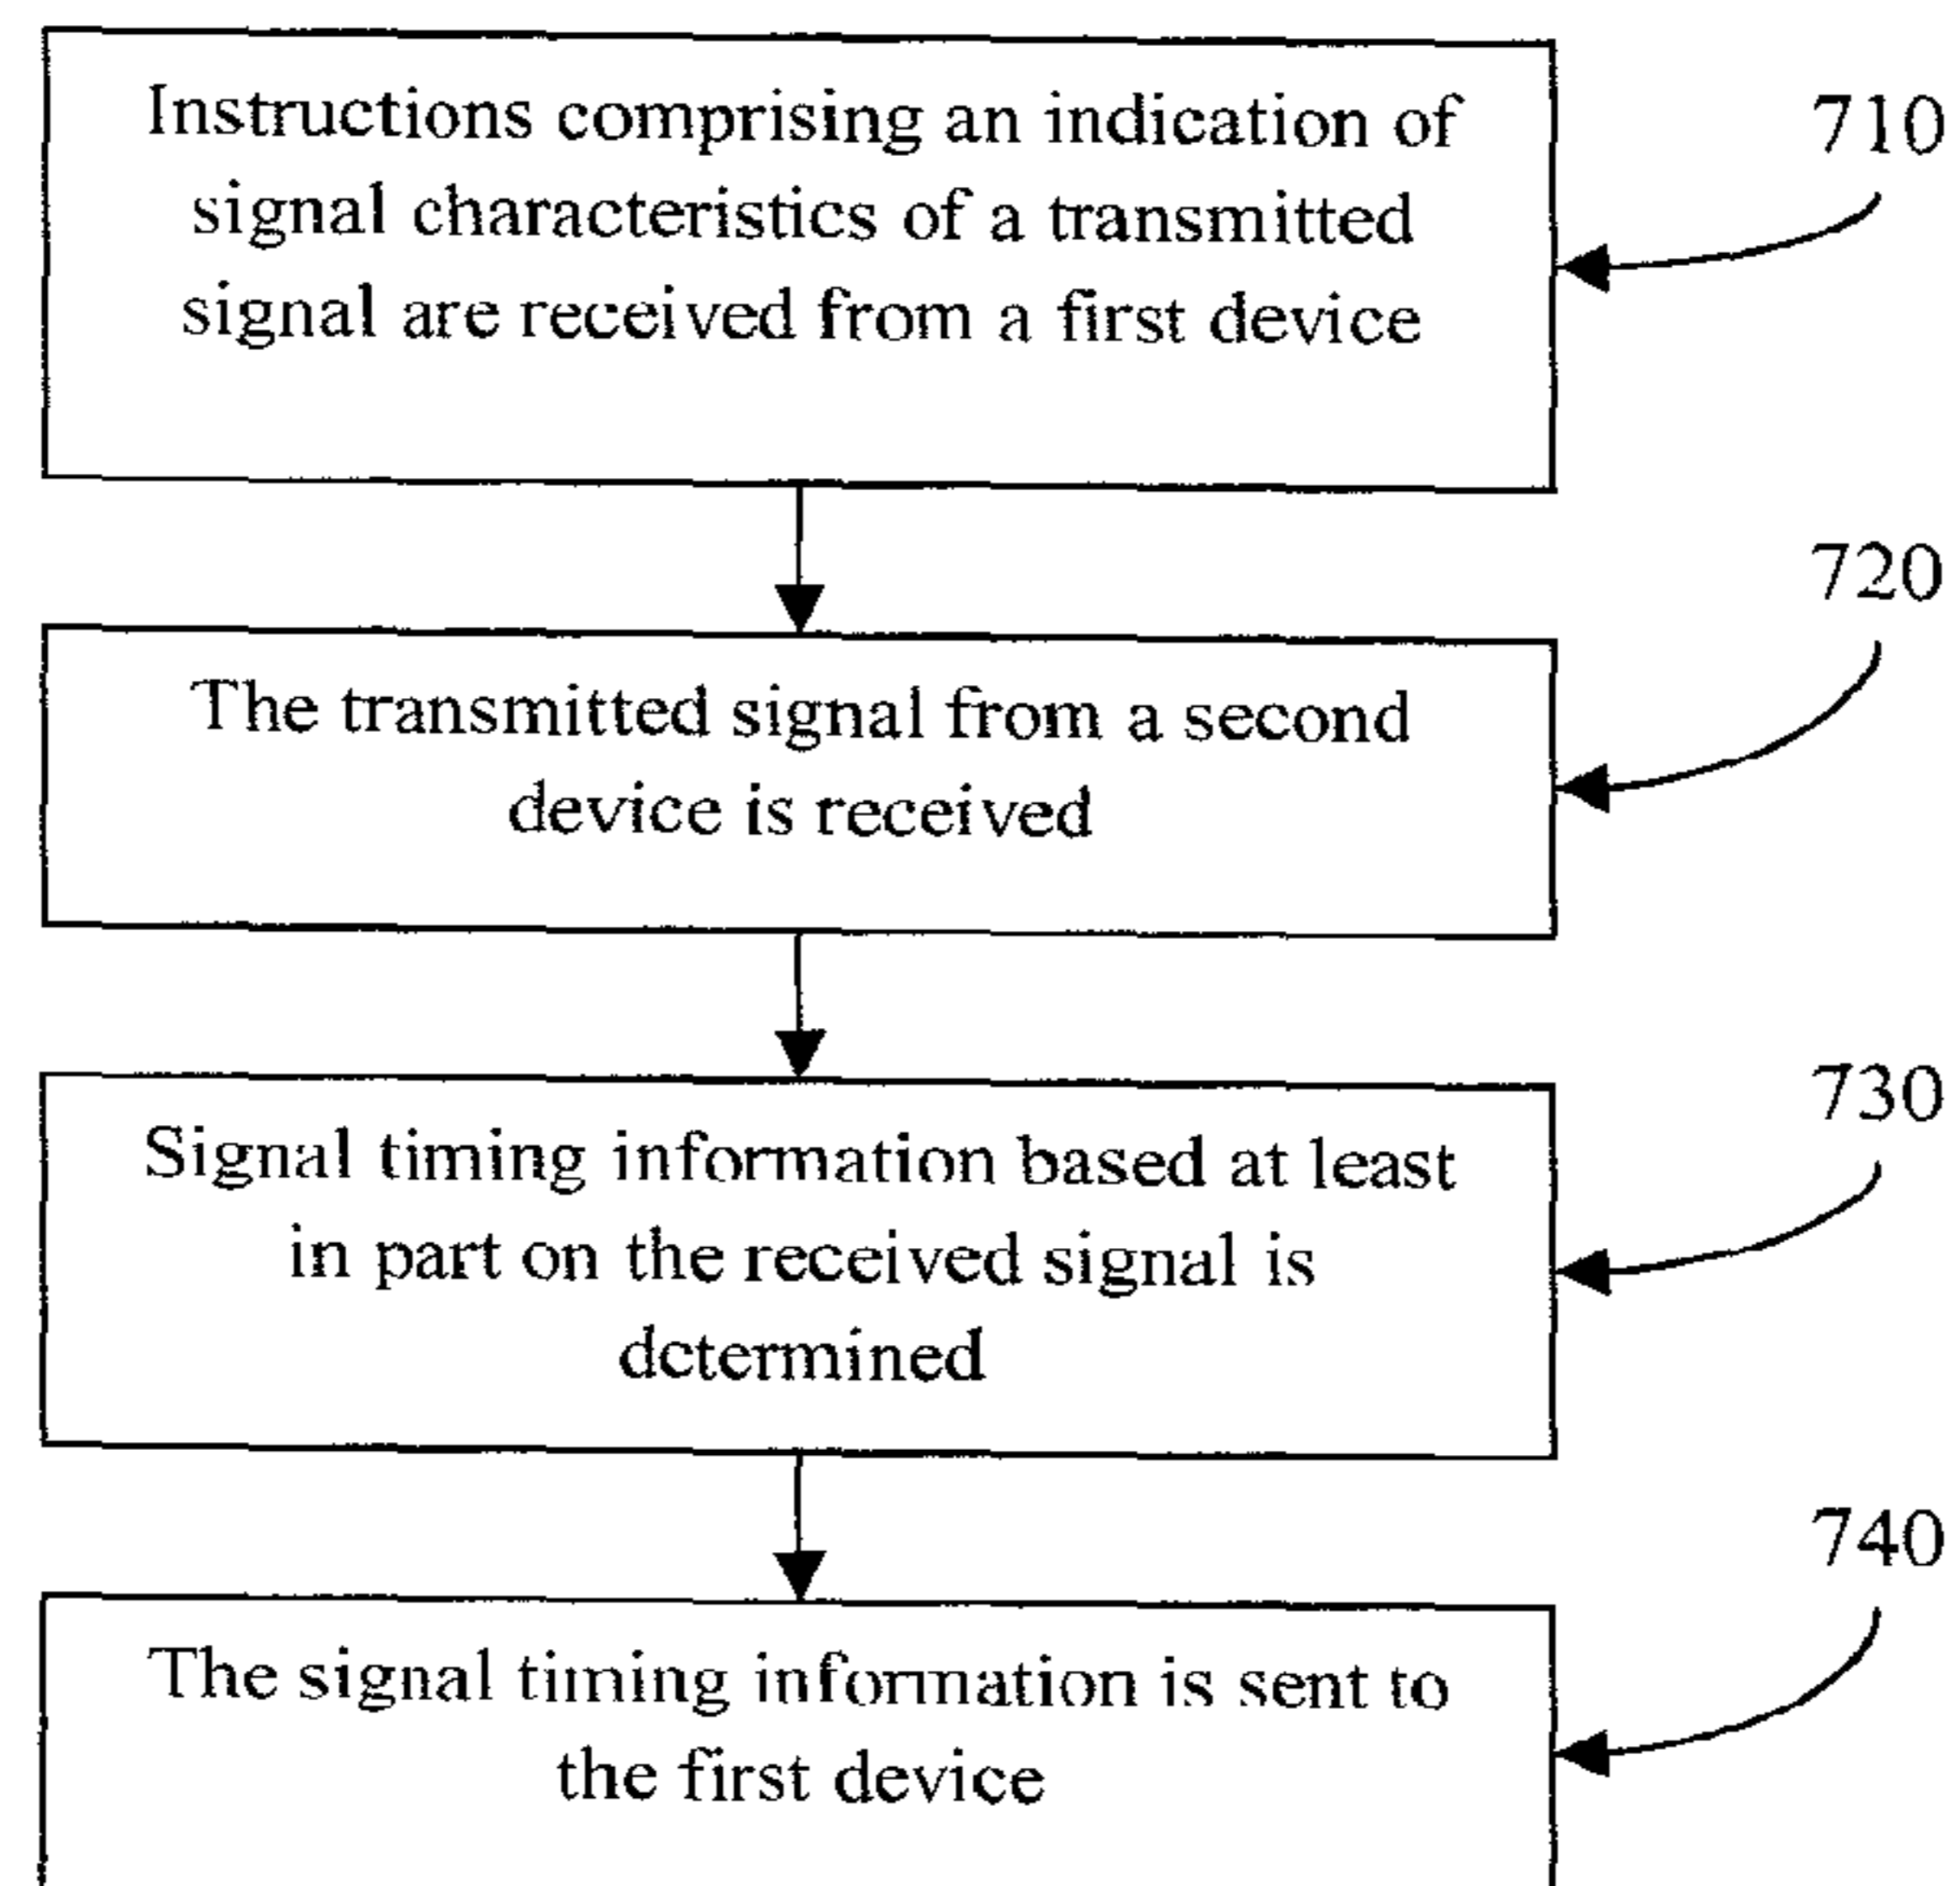 Instructions comprising an indication of
signal characteristics of a transmitted
signal are received from a first device
710
The transmitted signal from a second
device is received
720
Signal timing information based at least
in part on the received signal is
determined
730
The signal timing information is sent to
the first device
740